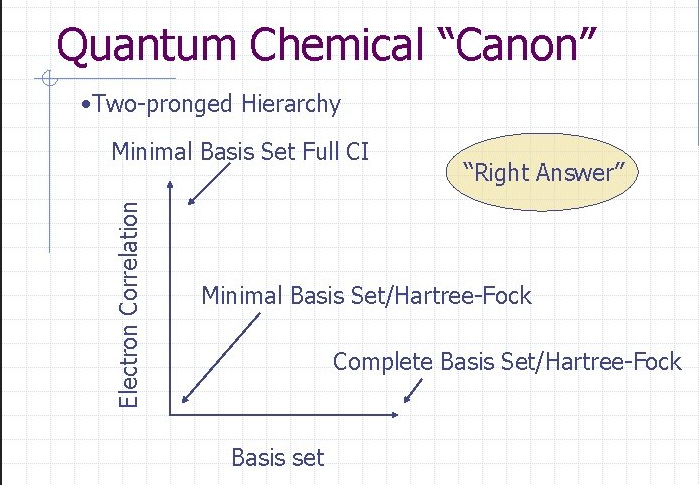 Quantum Chemical “Canon”
•Two-pronged Hierarchy
Minimal Basis Set Full CI
“Right Answer”
Electron Correlation
Minimal Basis Set/Hartree-Fock
Complete Basis Set/Hartree-Fock
Basis set